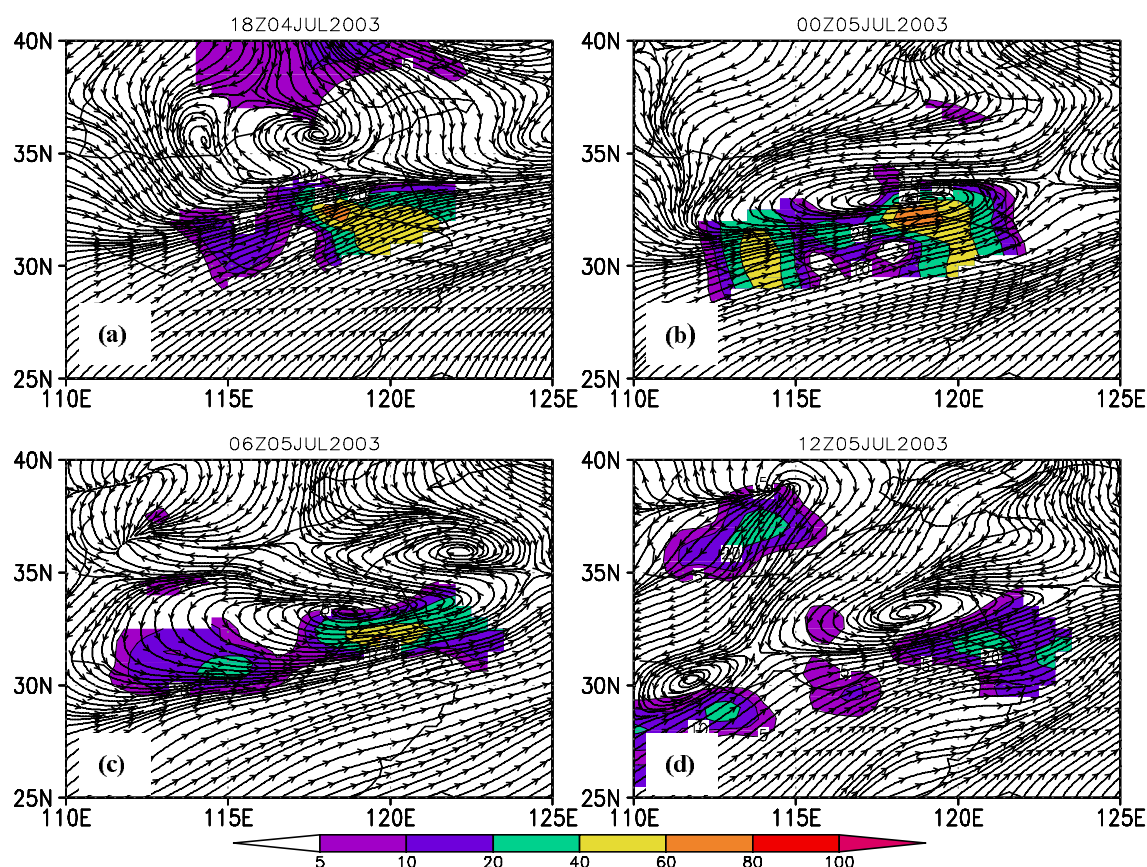 18Z04JUL2003 00Z05JUL2003
40N 40N
35N 35N
30N 30N
(a) (b)
25N 25N
110E 115E 120E 125E 110E 115E 120E 125E
06Z05JUL2003 12Z05JUL2003
40N 40N
35N 35N
30N 30N
(c) (d)
25N 25N
110E 115E 120E 125E 110E 115E 120E 125E
5 10 20 40 60 80 100